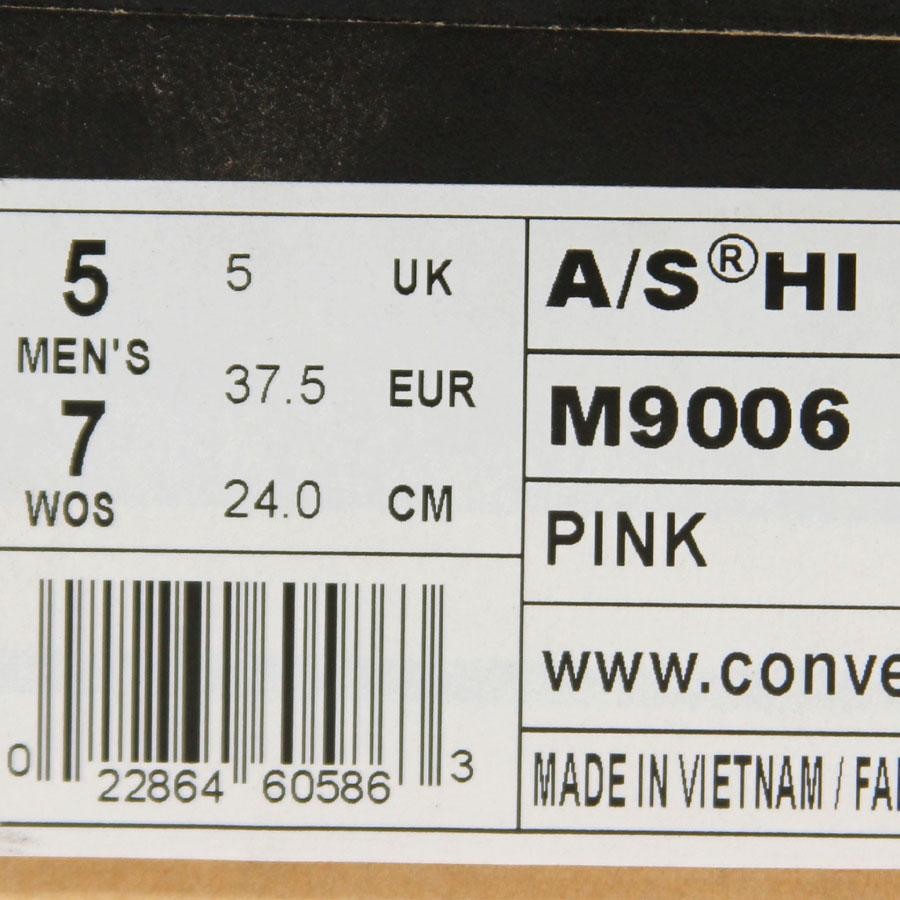 5 5 UK
MEN'S
37.5 EUR
7
WOS 24.0 CM
0 22864 60586 3
A/S® HI
M9006
PINK
www.conve
MADE IN VIETNAM / FA